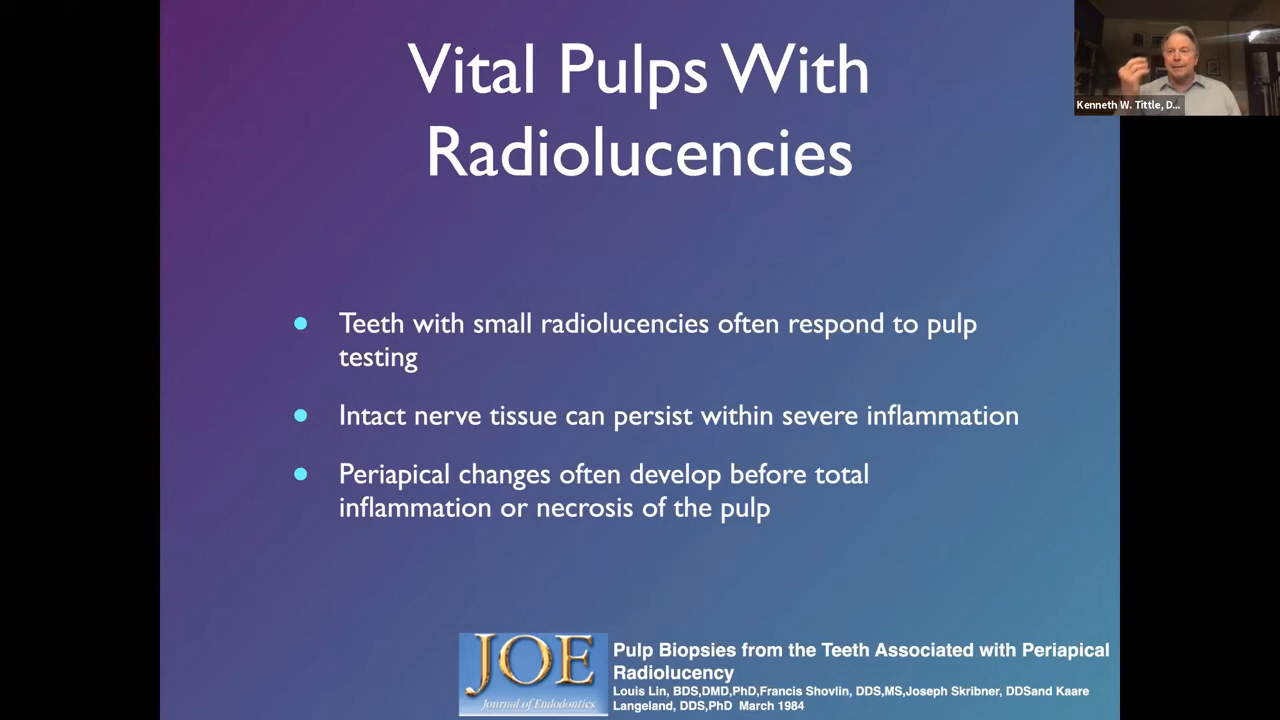 Vital Pulps With
Radiolucencies
Kenneth W. Tittle, D...
Teeth with small radiolucencies often respond to pulp
testing
Intact nerve tissue can persist within severe inflammation
Periapical changes often develop before total
inflammation or necrosis of the pulp
JOE
Journal of Endodontics
Pulp Biopsies from the Teeth Associated with Periapical
Radiolucency
Louis Lin, BDS,DMD,PhD,Francis Shovlin, DDS,MS,Joseph Skribner, DDSand Kaare
Langeland, DDS,PhD March 1984